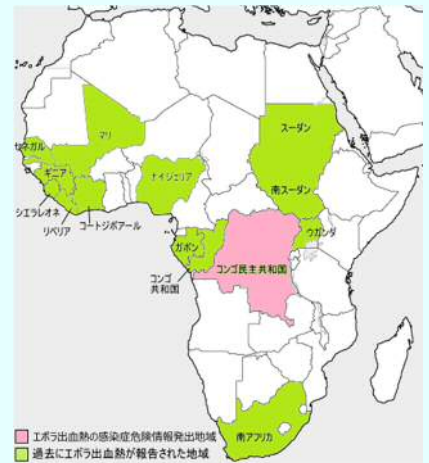 マリ
セネガル
ギニア
ナイジェリア
スーダン
南スーダン
シエラレオネ
リベリア
コートジボアール
ガボン
ウガンダ
コンゴ民主共和国
コンゴ
共和国
南アフリカ
エボラ出血熱の感染症危険情報発出地域
過去にエボラ出血熱が報告された地域